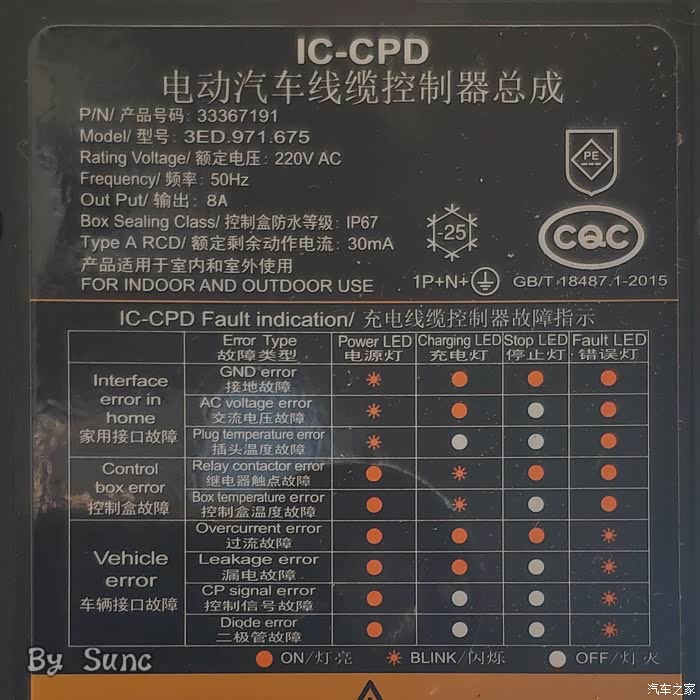 IC-CPD
电动汽车线缆控制器总成
P/N/ 产品号码: 33367191
Model/ 型号: 3ED.971.675
Rating Voltage/ 额定电压: 220V AC
Frequency/ 频率: 50Hz
Out Put/ 输出: 8A
Box Sealing Class/ 控制盒防水等级: IP67
Type A RCD/ 额定剩余动作电流: 30mA
产品适用于室内和室外使用
FOR INDOOR AND OUTDOOR USE
PE
-25
CQC
1P+N+
GB/T 18487.1-2015
IC-CPD Fault indication/ 充电线缆控制器故障指示
Error Type
故障类型
Power LED
电源灯
Charging LED
充电灯
Stop LED
停止灯
Fault LED
错误灯
Interface
error in
home
家用接口故障
GND error
接地故障
AC voltage error
交流电压故障
Plug temperature error
插头温度故障
Control
box error
控制盒故障
Relay contactor error
继电器触点故障
Box temperature error
控制盒温度故障
Vehicle
error
车辆接口故障
Overcurrent error
过流故障
Leakage error
漏电故障
CP signal error
控制信号故障
Diode error
二极管故障
ON/灯亮
BLINK/闪烁
OFF/灯灭
By Sunc
汽车之家